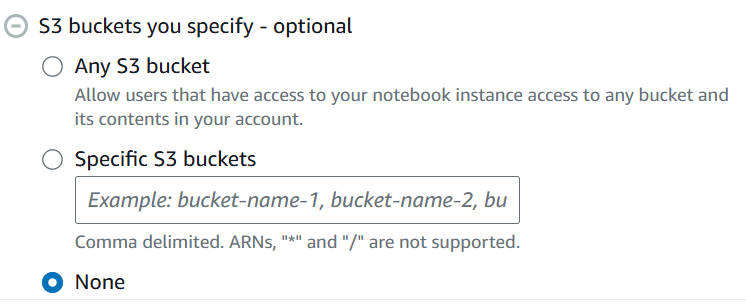 S3 buckets you specify - optional
Any S3 bucket
Allow users that have access to your notebook instance access to any bucket and
its contents in your account.
Specific S3 buckets
Example: bucket-name-1, bucket-name-2, bu
Comma delimited. ARNs, "*" and "/" are not supported.
None